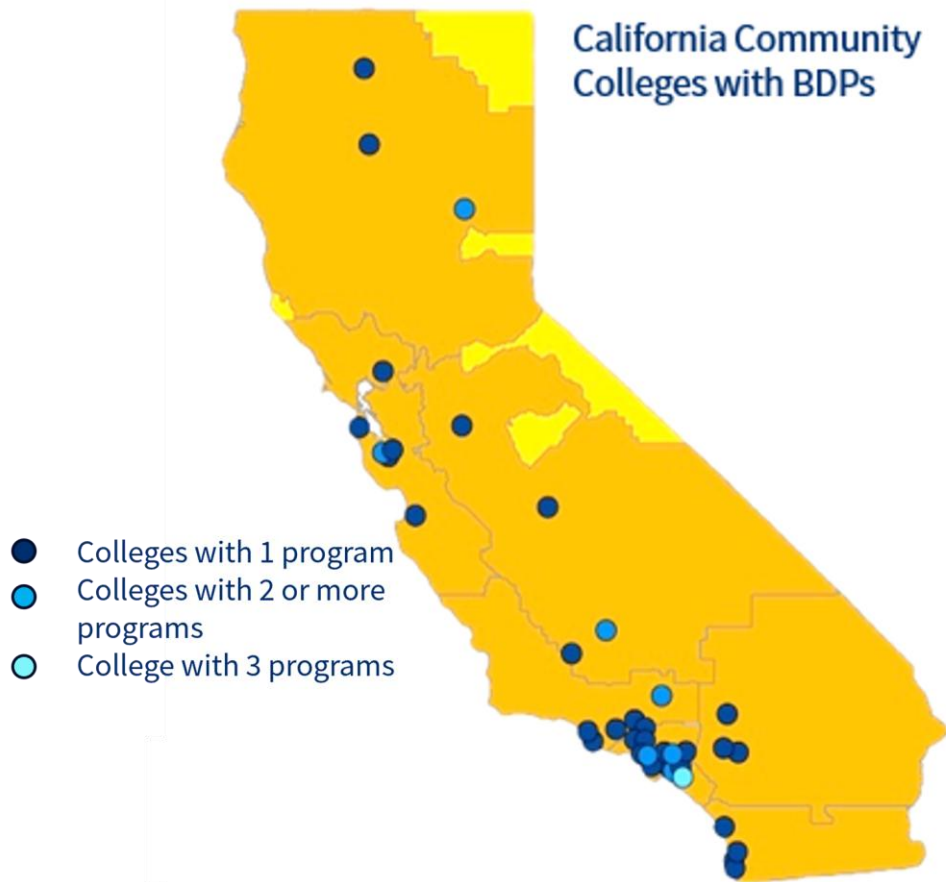 California Community
Colleges with BDPs
Colleges with 1 program
Colleges with 2 or more
programs
College with 3 programs